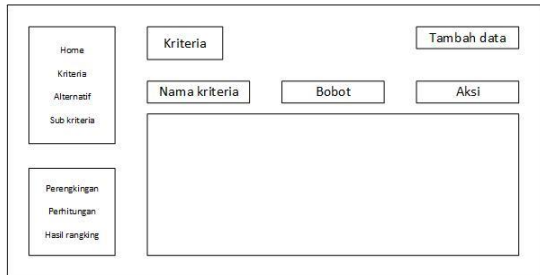 Home
Kriteria
Alternatif
Sub kriteria
Perengkingan
Perhitungan
Hasil rangking
Kriteria
Tambah data
Nama kriteria
Bobot
Aksi